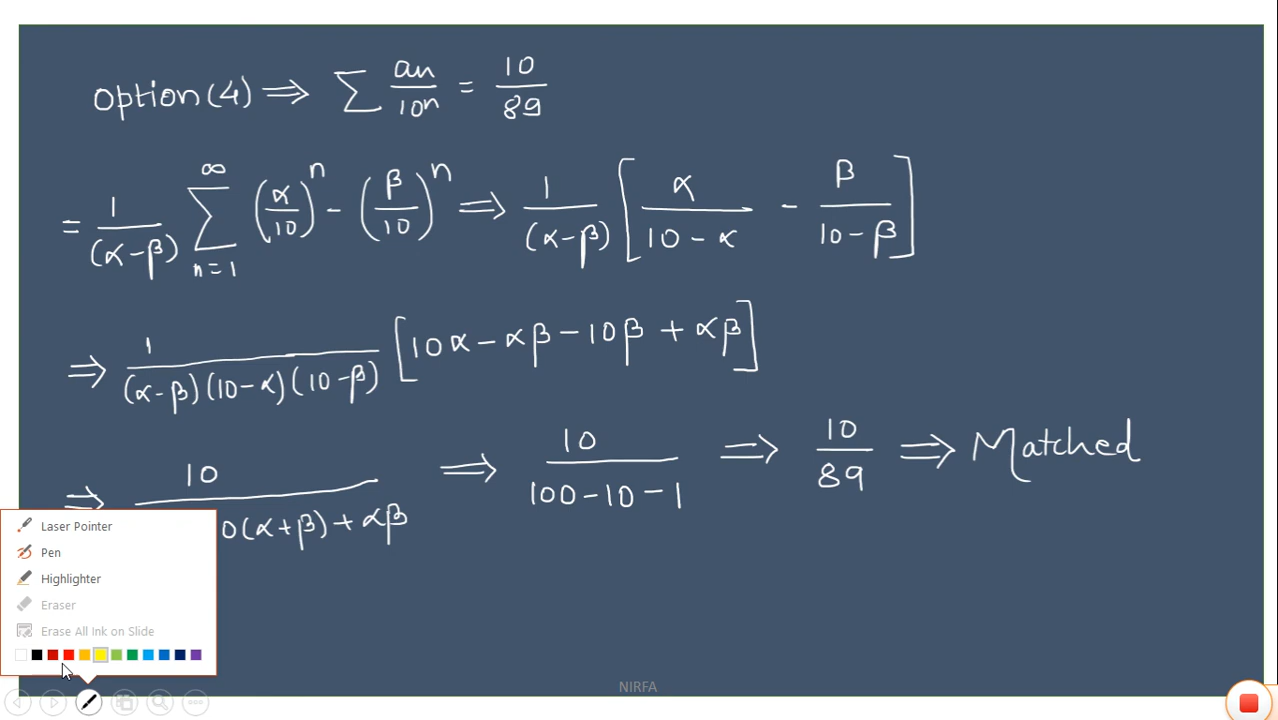 option(4) ⇒ ∑ an/10^n = 10/89
= 1/(α-β) ∑_{n=1}^{∞} (α/10)^n - (β/10)^n ⇒ 1/(α-β) [α/(10-α) - β/(10-β)]
⇒ 1/((α-β)(10-α)(10-β)) [10α-αβ-10β+αβ]
⇒ 10/(0(α+β)+αβ) ⇒ 10/(100-10-1) ⇒ 10/89 ⇒ Matched
Laser Pointer
Pen
Highlighter
Eraser
Erase All Ink on Slide
NIRFA